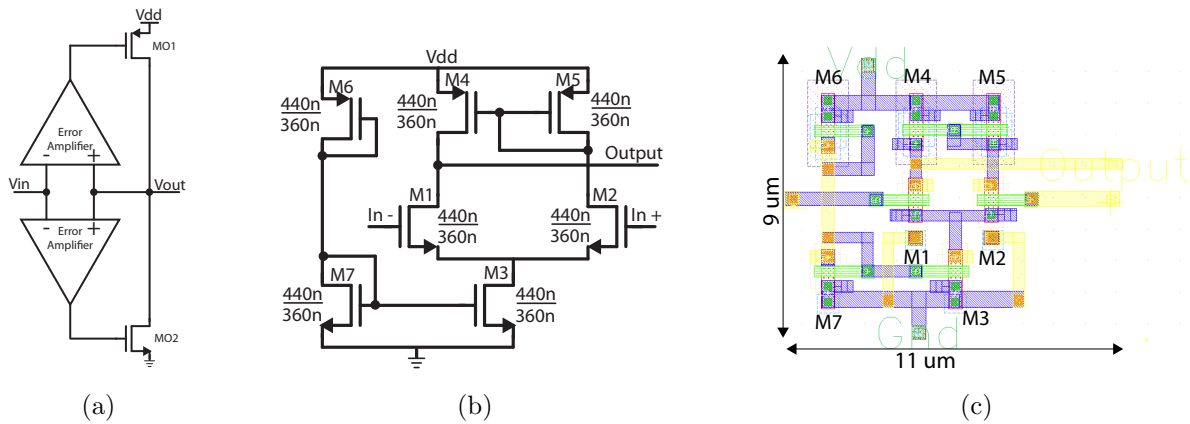 Vdd
MO1
Error
Amplifier
- +
Vin
Vout
- +
Error
Amplifier
MO2
(a)
Vdd
M6
M4
M5
440n
360n
440n
360n
440n
360n
Output
M1
M2
In -
440n
360n
440n
360n
In +
M7
M3
440n
360n
440n
360n
(b)
Vdd
M6
M4
M5
Output
9 um
M1
M2
M7
M3
Gnd
11 um
(c)